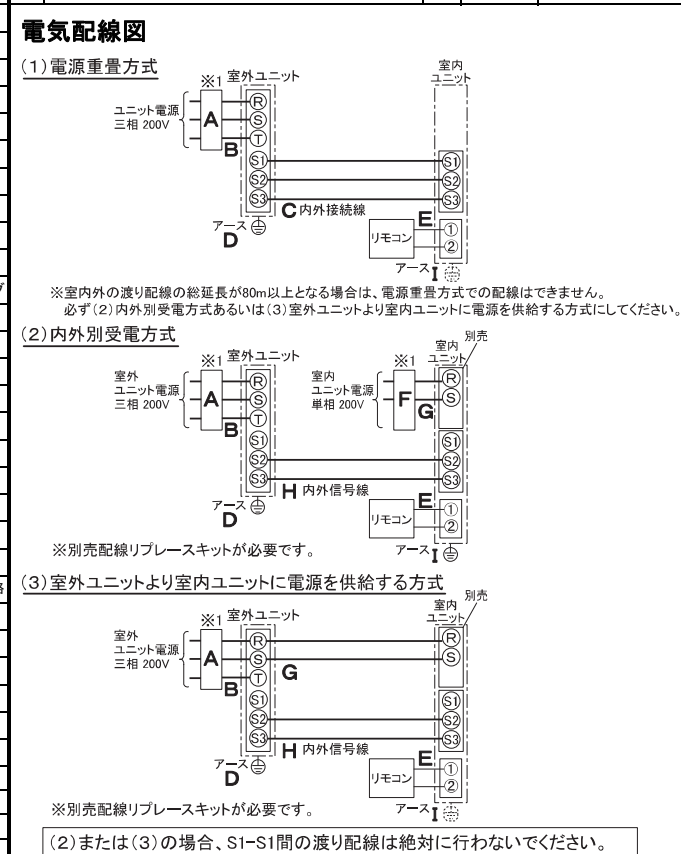 電気配線図
(1)電源重畳方式
※1 室外ユニット
室内
ユニット
ユニット電源
三相 200V
A
B
R
S
T
S1
S2
S3
S1
S2
S3
C 内外接続線
アース
D
リモコン
E
①
②
アース I
※室内外の渡り配線の総延長が80m以上となる場合は、電源重畳方式での配線はできません。
必ず(2)内外別受電方式あるいは(3)室外ユニットより室内ユニットに電源を供給する方式にしてください。
(2)内外別受電方式
※1 室外ユニット
※1
室内
ユニット
別売
室外
ユニット電源
三相 200V
A
B
R
S
T
S1
S2
S3
室内
ユニット電源
単相 200V
F
G
R
S
S1
S2
S3
H 内外信号線
アース
D
リモコン
E
①
②
アース I
※別売配線リプレースキットが必要です。
(3)室外ユニットより室内ユニットに電源を供給する方式
※1 室外ユニット
室内
ユニット
別売
室外
ユニット電源
三相 200V
A
B
R
S
T
S1
S2
S3
G
R
S
S1
S2
S3
H 内外信号線
アース
D
リモコン
E
①
②
アース I
※別売配線リプレースキットが必要です。
(2)または(3)の場合、S1-S1間の渡り配線は絶対に行わないでください。